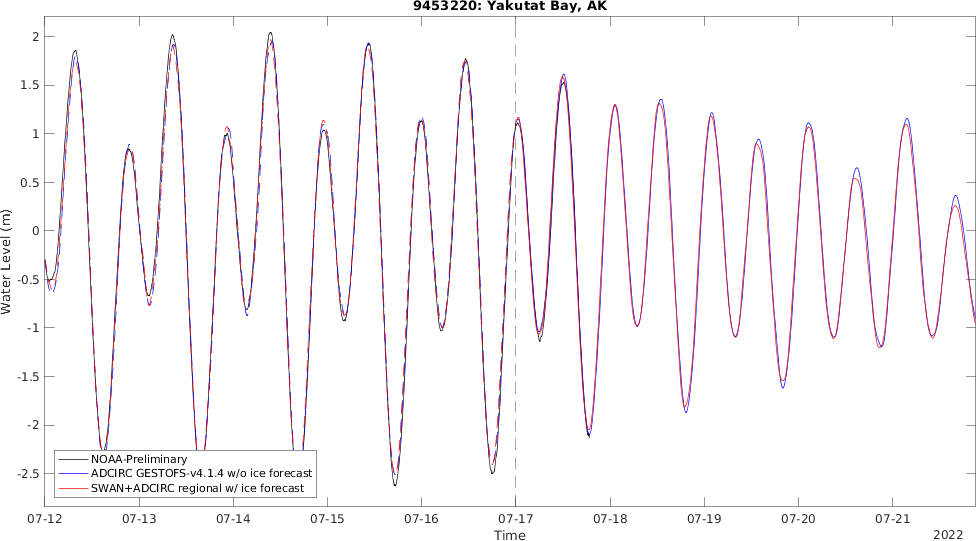 9453220: Yakutat Bay, AK
Water Level (m)
2
1.5
1
0.5
0
-0.5
-1
-1.5
-2
-2.5
NOAA-Preliminary
ADCIRC GESTOFS-v4.1.4 w/o ice forecast
SWAN+ADCIRC regional w/ ice forecast
07-12 07-13 07-14 07-15 07-16 07-17 07-18 07-19 07-20 07-21
Time
2022